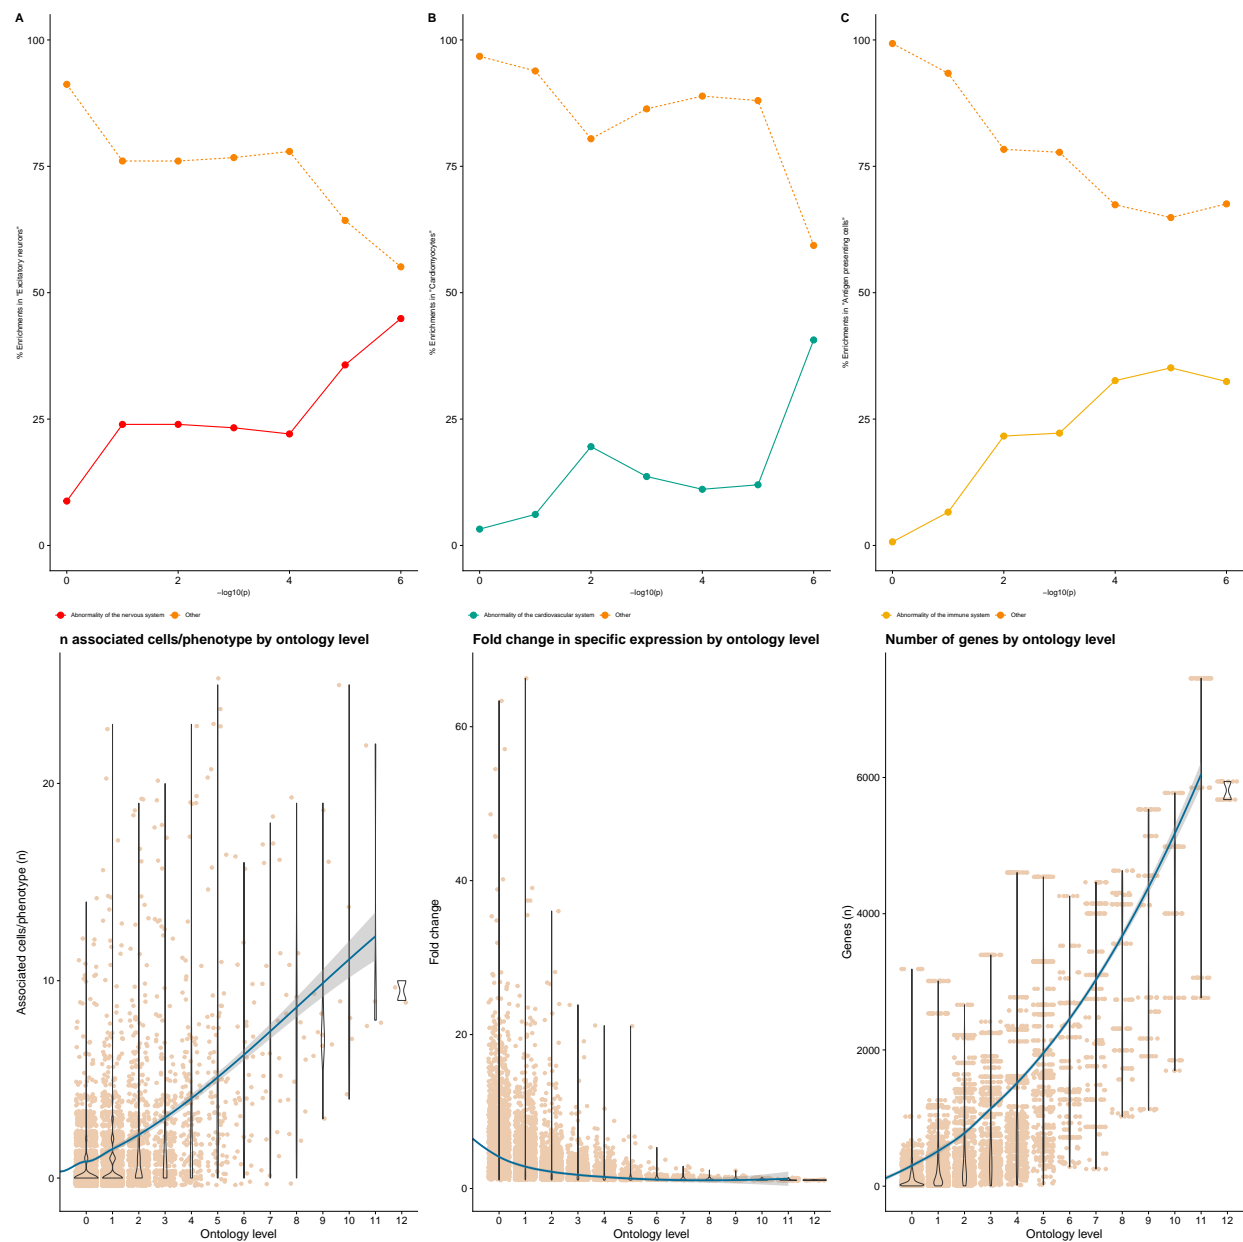 A
B
C
100
75
50
25
0
% Enrichments in "Excitatory neurons"
0
2
4
6
−log10(p)
Abnormality of the nervous system
Other
100
75
50
25
0
% Enrichments in "Cardiomyocytes"
0
2
4
6
−log10(p)
Abnormality of the cardiovascular system
Other
100
75
50
25
0
% Enrichments in "Antigen presenting cells"
0
2
4
6
−log10(p)
Abnormality of the immune system
Other
n associated cells/phenotype by ontology level
20
10
0
Associated cells/phenotype (n)
0 1 2 3 4 5 6 7 8 9 10 11 12
Ontology level
Fold change in specific expression by ontology level
60
40
20
0
Fold change
0 1 2 3 4 5 6 7 8 9 10 11 12
Ontology level
Number of genes by ontology level
6000
4000
2000
0
Genes (n)
0 1 2 3 4 5 6 7 8 9 10 11 12
Ontology level